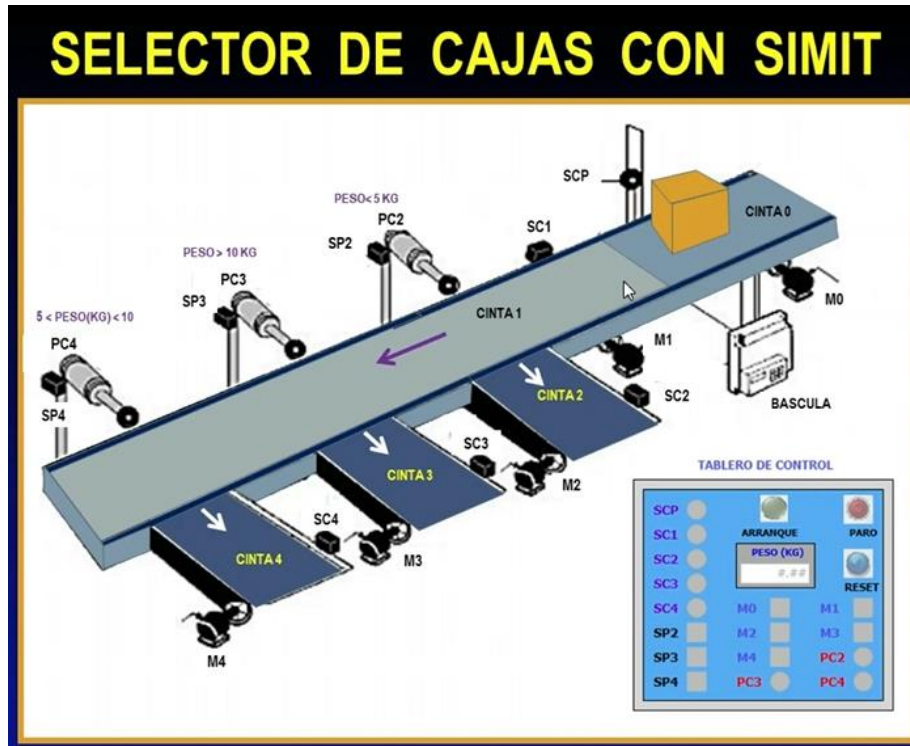 SELECTOR DE CAJAS CON SIMIT
SCP
CINTA 0
PESO< 5 KG
PC2
SC1
SP2
PESO > 10 KG
PC3
SP3
M0
5 < PESO(KG) < 10
CINTA 1
PC4
M1
SP4
CINTA 2
SC2
BASCULA
SC3
CINTA 3
M2
TABLERO DE CONTROL
SC4
CINTA 4
M3
M4
SCP
SC1
ARRANQUE
PARO
SC2
PESO (KG)
#.##
SC3
RESET
SC4
M0
M1
SP2
M2
M3
SP3
M4
PC2
SP4
PC3
PC4